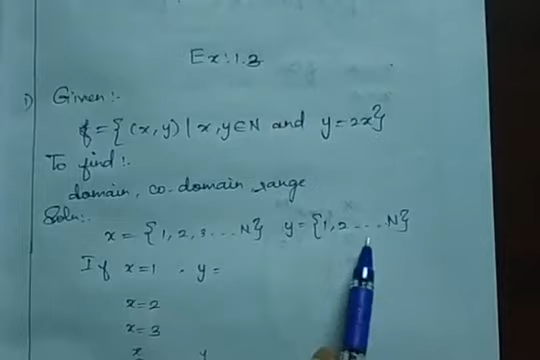 Ex: 1.3
1) Given:-
f = { (x, y) | x, y ∈ N and y = 2x }
To find:-
domain, co-domain, range
Soln:-
x = { 1, 2, 3 ... N } y = { 1, 2 ... N }
If x = 1 , y =
x = 2
x = 3
x y